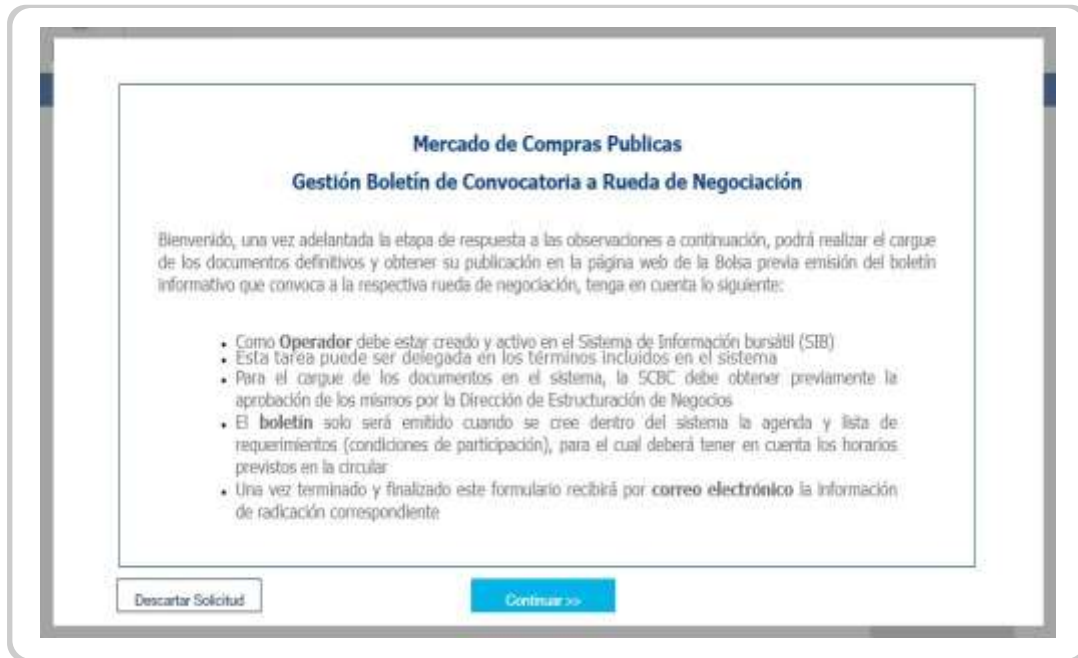 Mercado de Compras Publicas
Gestión Boletín de Convocatoria a Rueda de Negociación
Bienvenido, una vez adelantada la etapa de respuesta a las observaciones a continuación, podrá realizar el cargue
de los documentos definitivos y obtener su publicación en la página web de la Bolsa previa emisión del boletín
informativo que convoca a la respectiva rueda de negociación, tenga en cuenta lo siguiente:
• Como Operador debe estar creado y activo en el Sistema de Información bursátil (SIB)
• Esta tarea puede ser delegada en los términos incluidos en el sistema
• Para el cargue de los documentos en el sistema, la SCBC debe obtener previamente la
aprobación de los mismos por la Dirección de Estructuración de Negocios
• El boletín solo será emitido cuando se cree dentro del sistema la agenda y lista de
requerimientos (condiciones de participación), para el cual deberá tener en cuenta los horarios
previstos en la circular
• Una vez terminado y finalizado este formulario recibirá por correo electrónico la información
de radicación correspondiente
Descartar Solicitud
Continuar >>